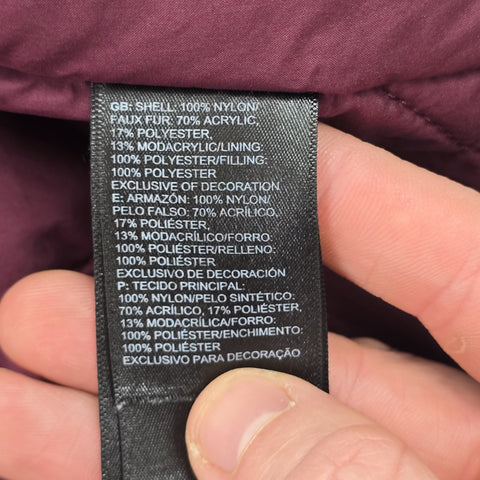 GB: SHELL: 100% NYLON/
FAUX FUR: 70% ACRYLIC,
17% POLYESTER,
13% MODACRYLIC/LINING:
100% POLYESTER/FILLING:
100% POLYESTER
EXCLUSIVE OF DECORATION
E: ARMAZÓN: 100% NYLON/
PELO FALSO: 70% ACRÍLICO,
17% POLIÉSTER,
13% MODACRÍLICO/FORRO:
100% POLIÉSTER/RELLENO:
100% POLIÉSTER
EXCLUSIVO DE DECORACIÓN
P: TECIDO PRINCIPAL:
100% NYLON/PELO SINTÉTICO:
70% ACRÍLICO, 17% POLIÉSTER,
13% MODACRÍLICA/FORRO:
100% POLIÉSTER/ENCHIMENTO:
100% POLIÉSTER
EXCLUSIVO PARA DECORAÇÃO